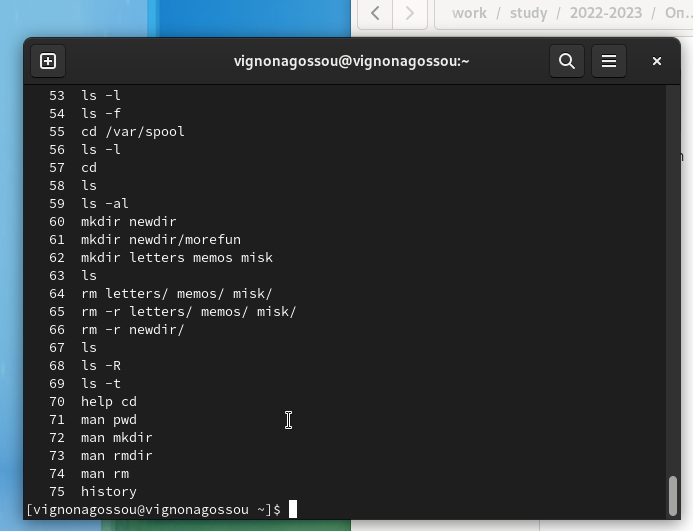 work / study / 2022-2023 / On...
vignonagossou@vignonagossou:~
53 ls -l
54 ls -f
55 cd /var/spool
56 ls -l
57 cd
58 ls
59 ls -al
60 mkdir newdir
61 mkdir newdir/morefun
62 mkdir letters memos misk
63 ls
64 rm letters/ memos/ misk/
65 rm -r letters/ memos/ misk/
66 rm -r newdir/
67 ls
68 ls -R
69 ls -t
70 help cd
71 man pwd
72 man mkdir
73 man rmdir
74 man rm
75 history
[vignonagossou@vignonagossou ~]$